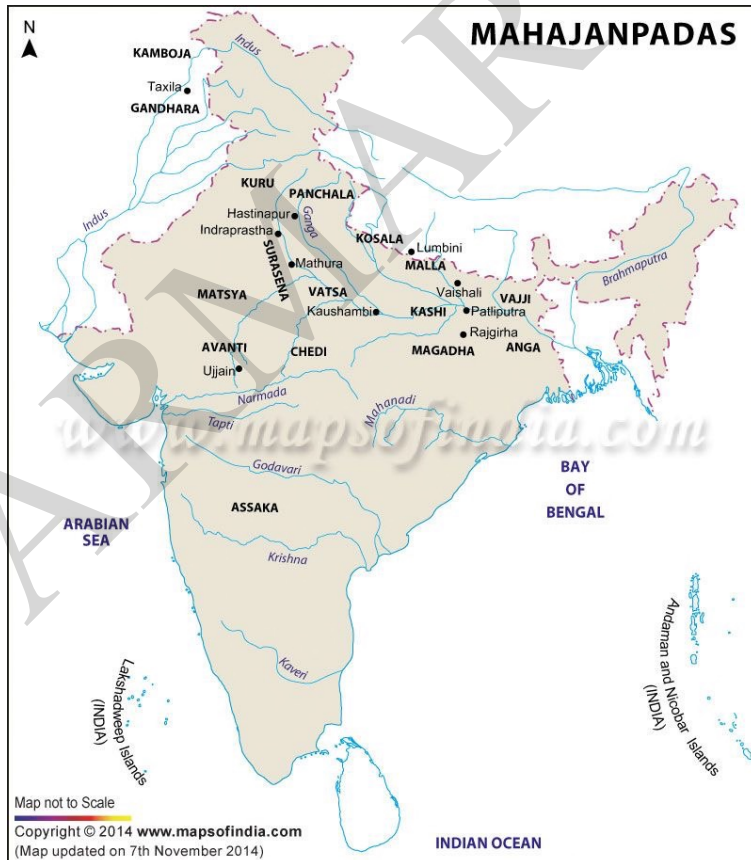 MAHAJANPADAS
N
KAMBOJA
Indus
Taxila
GANDHARA
KURU
PANCHALA
Hastinapur
Ganga
Indraprastha
Indus
KOSALA
Lumbini
SURASENA
MALLA
Mathura
Brahmaputra
Vaishali
MATSYA
VATSA
VAJJI
Kaushambi
KASHI
Patliputra
Rajgirha
AVANTI
CHEDI
MAGADHA
ANGA
Ujjain
Narmada
Mahanadi
Tapti
www.mapsofindia.com
Godavari
BAY
OF
BENGAL
ASSAKA
ARABIAN
SEA
Krishna
Kaveri
Lakshadweep Islands
(INDIA)
Andaman and Nicobar Islands
(INDIA)
Map not to Scale
Copyright © 2014 www.mapsofindia.com
(Map updated on 7th November 2014)
INDIAN OCEAN